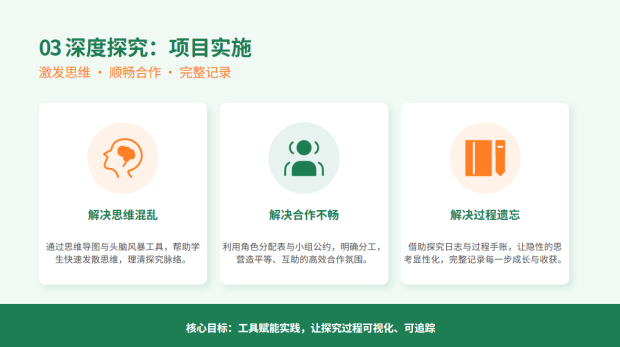 03 深度探究：项目实施
激发思维 · 顺畅合作 · 完整记录
解决思维混乱
通过思维导图与头脑风暴工具，帮助学
生快速发散思维，理清探究脉络。
解决合作不畅
利用角色分配表与小组公约，明确分工，
营造平等、互助的高效合作氛围。
解决过程遗忘
借助探究日志与过程手账，让隐性的思
考显性化，完整记录每一步成长与收获。
核心目标：工具赋能实践，让探究过程可视化、可追踪